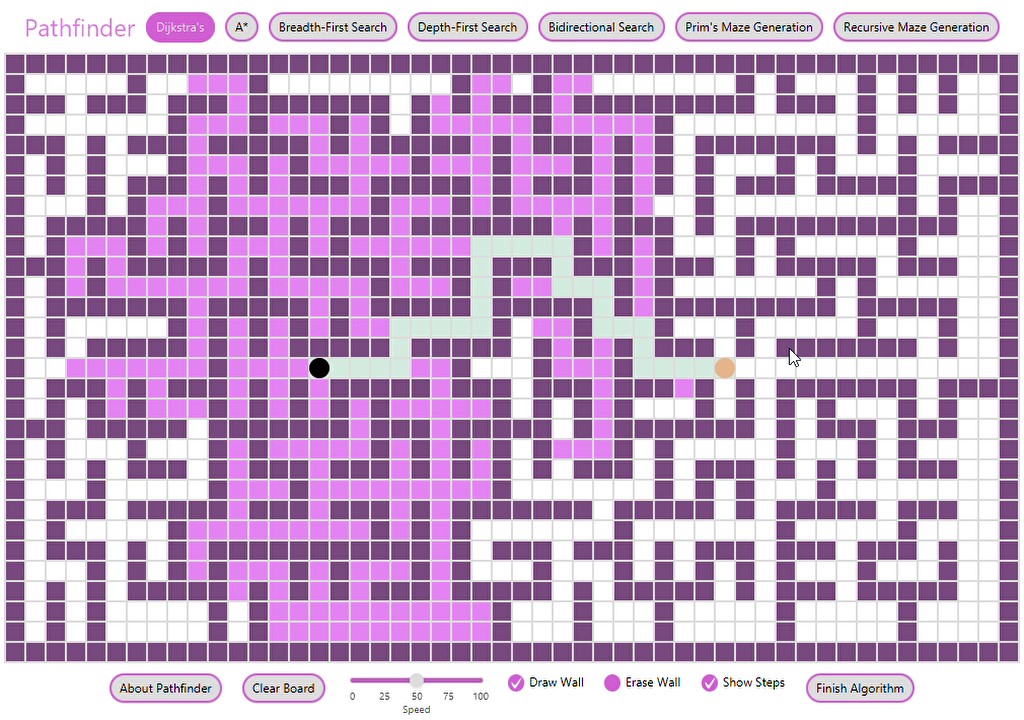 Pathfinder Dijkstra's A* Breadth-First Search Depth-First Search Bidirectional Search Prim's Maze Generation Recursive Maze Generation
About Pathfinder Clear Board 0 25 50 75 100 Draw Wall Erase Wall Show Steps Finish Algorithm
Speed